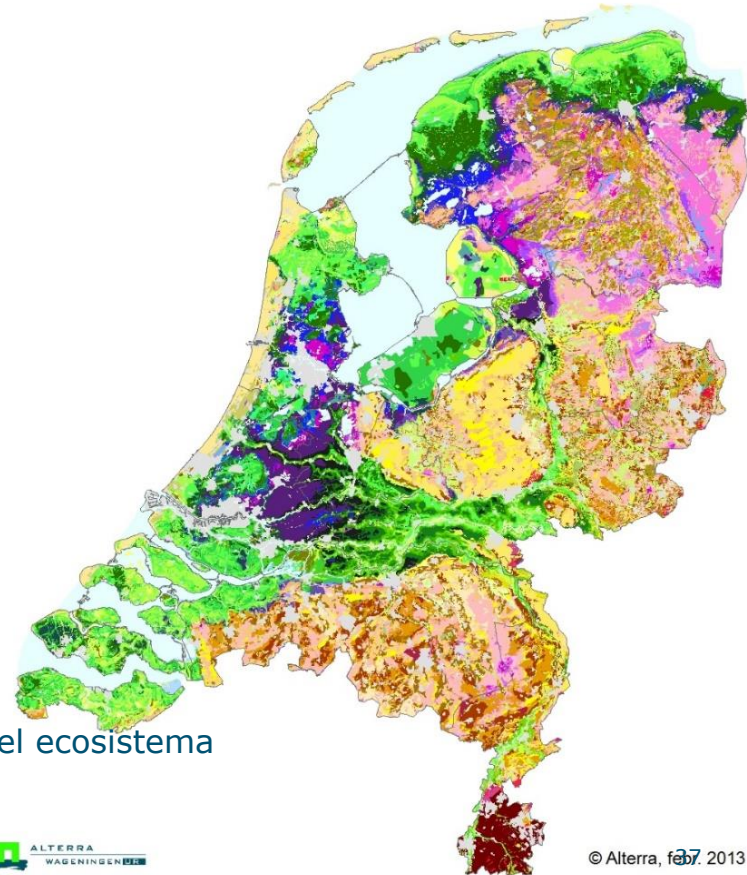 el ecosistema
ALTERRA
WAGENINGEN UR
© Alterra, febr. 2013
37